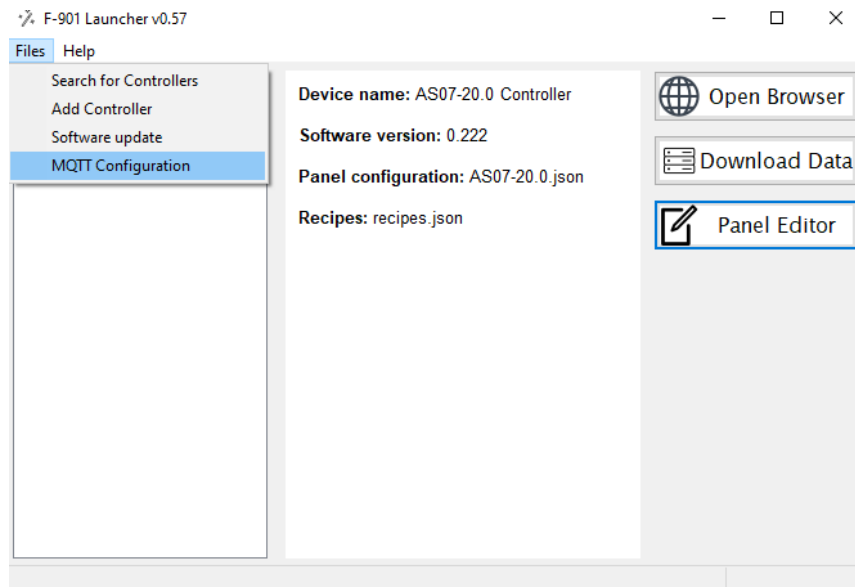 F-901 Launcher v0.57
Files Help
Search for Controllers
Add Controller
Software update
MQTT Configuration
Device name: AS07-20.0 Controller
Software version: 0.222
Panel configuration: AS07-20.0.json
Recipes: recipes.json
Open Browser
Download Data
Panel Editor